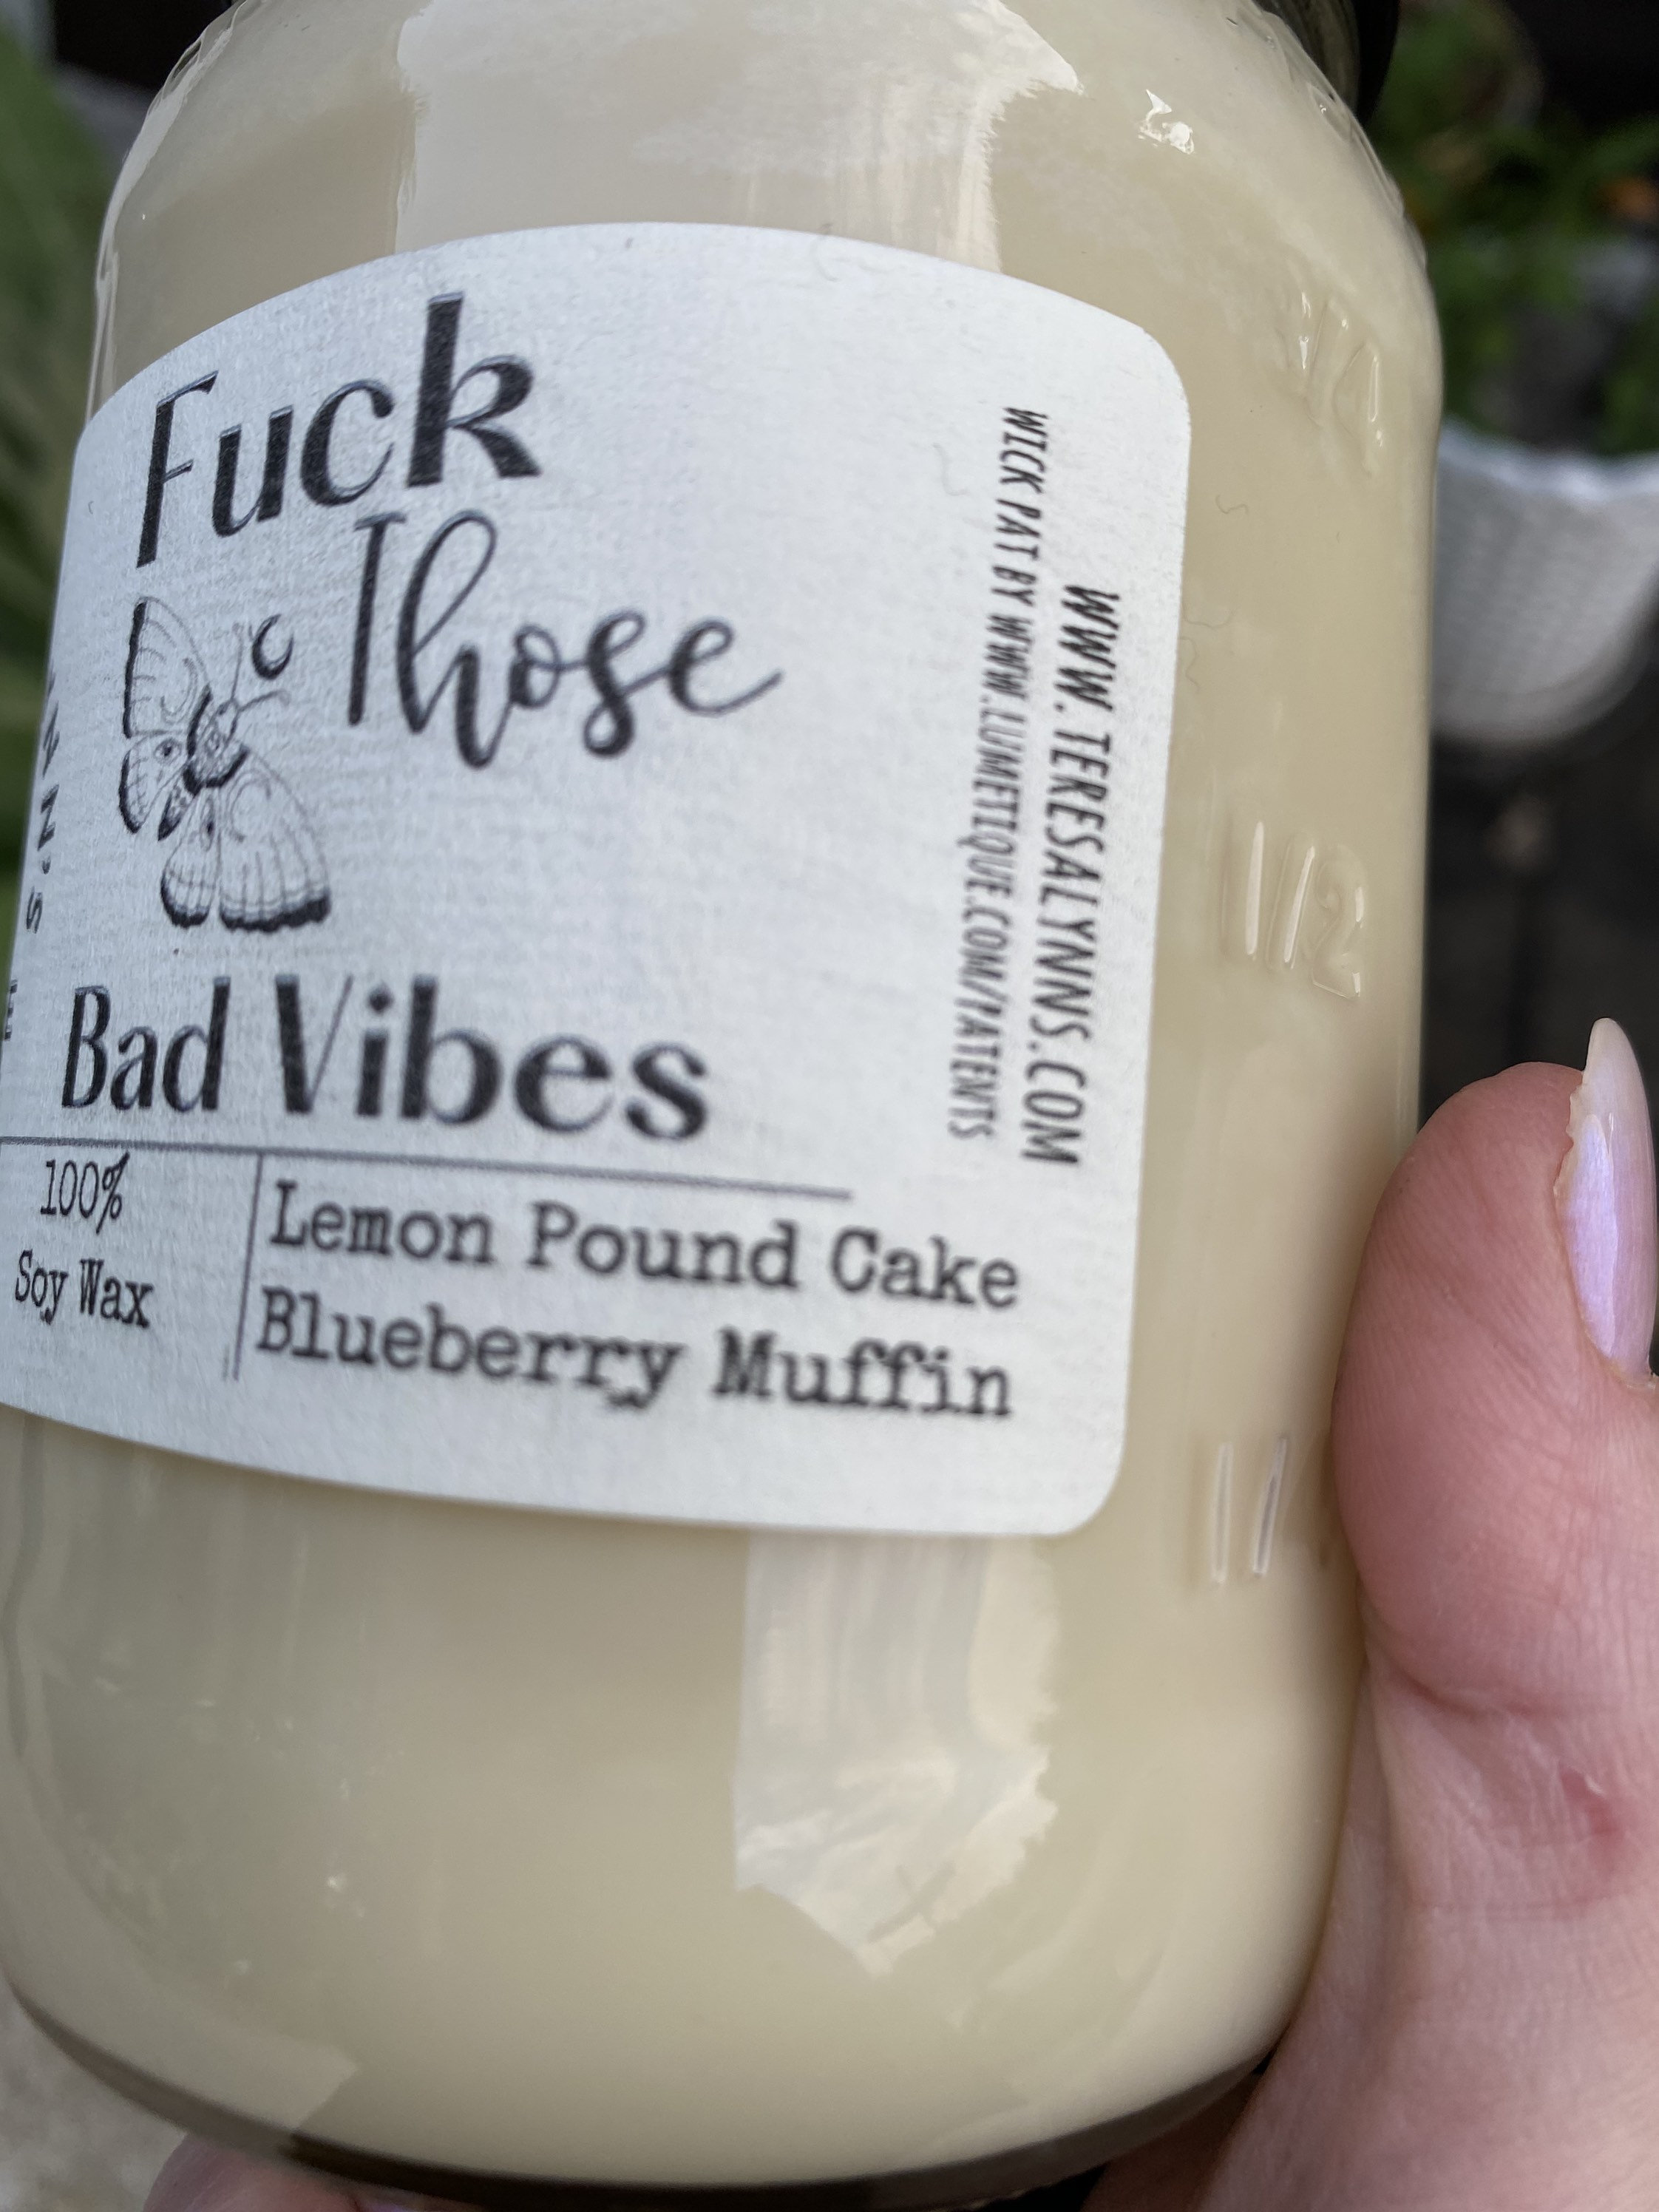 Fuck
Those
Bad Vibes
100%
Soy Wax
Lemon Pound Cake
Blueberry Muffin
WWW.TERESALYNNS.COM
WICK PAT BY WWW.LUMETIQUE.COM/PATENTS
1/2